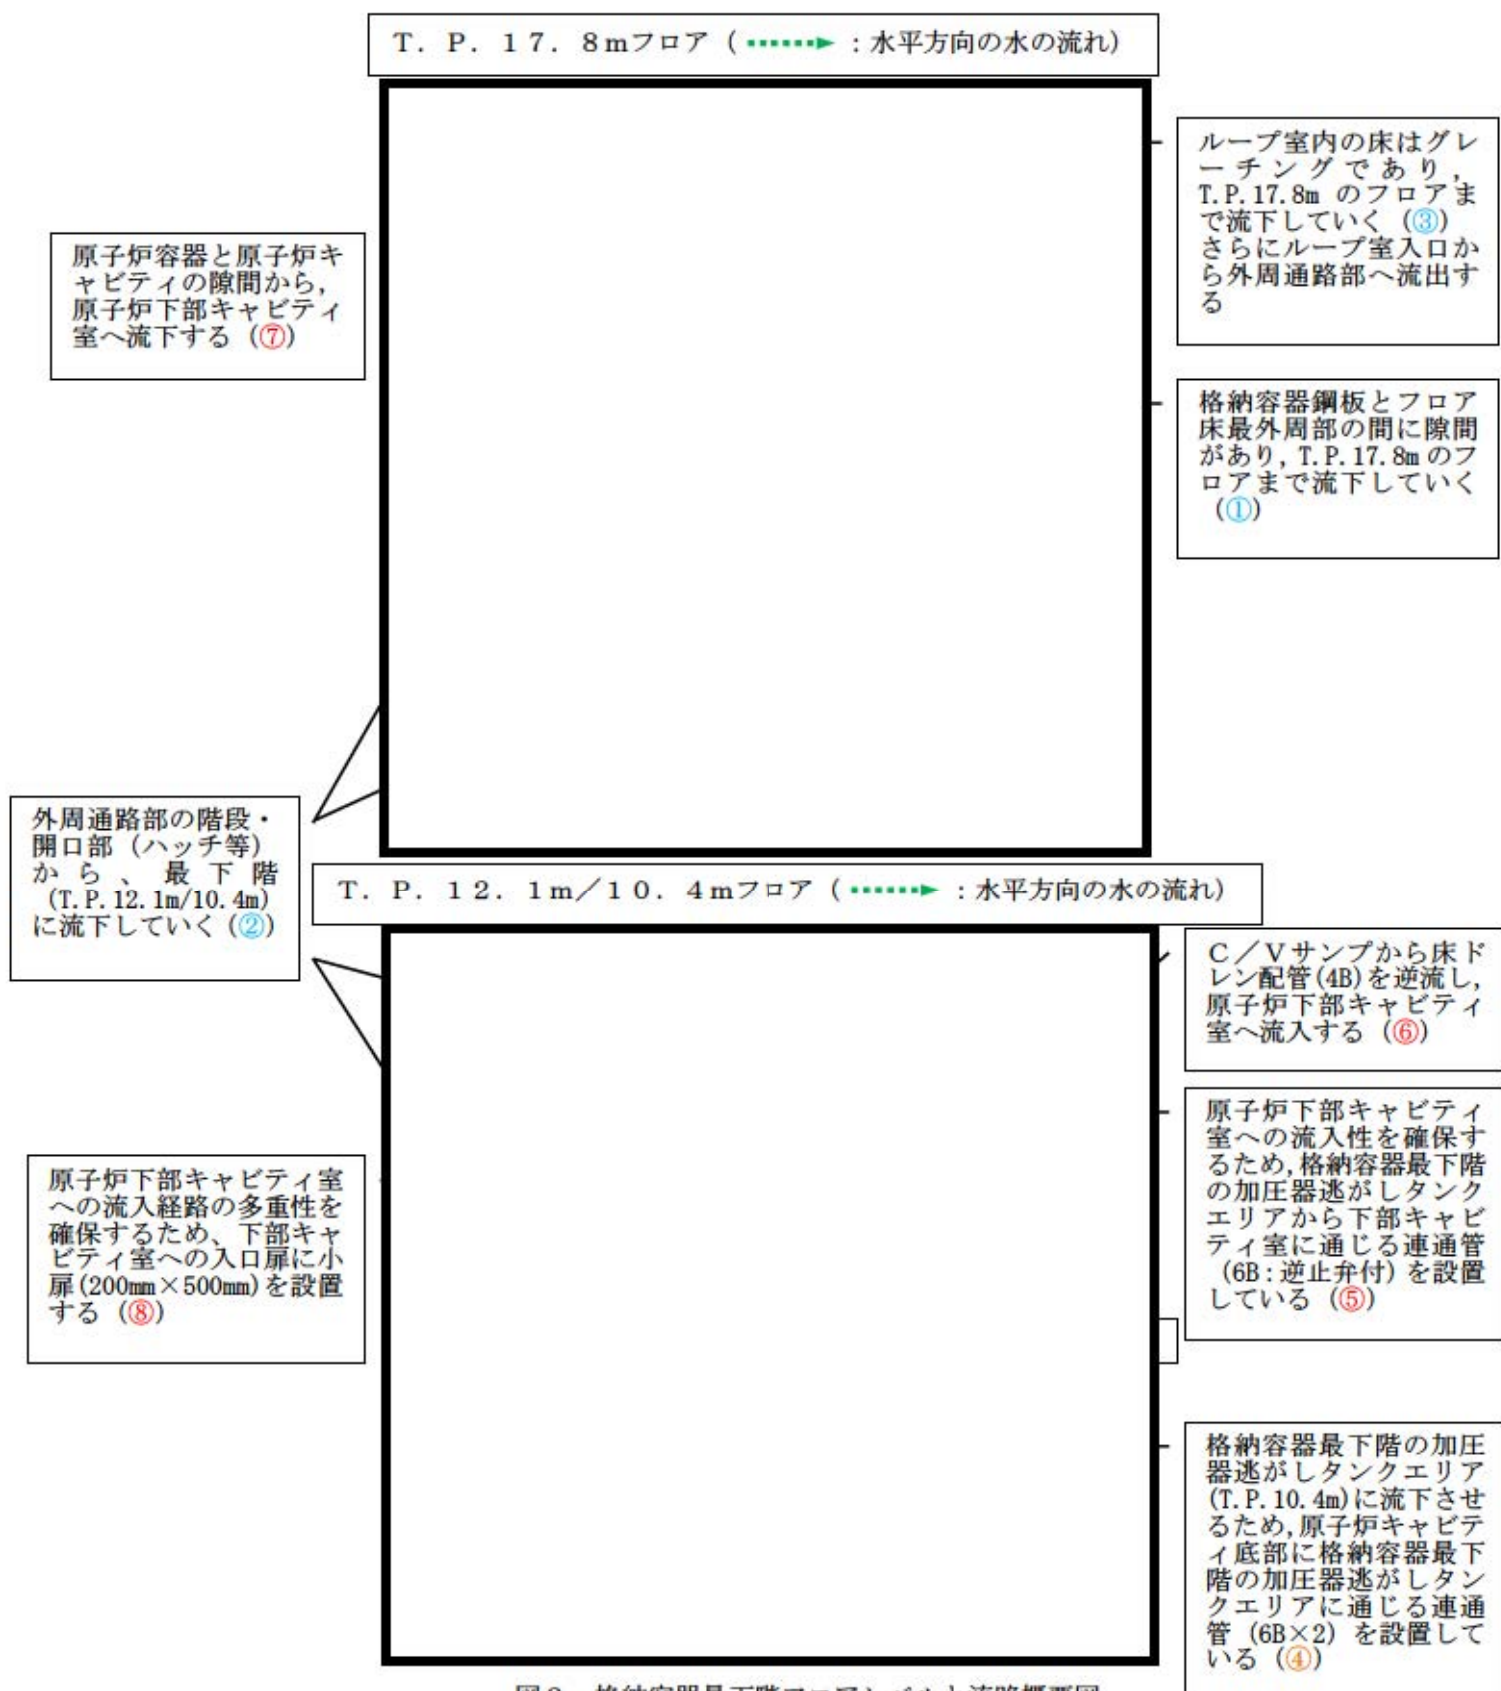 T. P. 17. 8mフロア ( ：水平方向の水の流れ)
ループ室内の床はグレ
ーチングであり，
T.P.17.8m のフロアま
で流下していく（③）
さらにループ室入口か
ら外周通路部へ流出す
る
原子炉容器と原子炉キ
ャビティの隙間から，
原子炉下部キャビティ
室へ流下する（⑦）
格納容器鋼板とフロア
床最外周部の間に隙間
があり，T.P.17.8mのフ
ロアまで流下していく
（①）
外周通路部の階段・
開口部（ハッチ等）
から、最下階
(T.P.12.1m/10.4m)
に流下していく(②)
T. P. 12. 1m／10. 4mフロア ( ：水平方向の水の流れ)
C／Vサンプから床ド
レン配管(4B)を逆流し，
原子炉下部キャビティ
室へ流入する（⑥）
原子炉下部キャビティ
室への流入性を確保す
るため，格納容器最下階
の加圧器逃がしタンク
エリアから下部キャビ
ティ室に通じる連通管
（6B：逆止弁付）を設置
している（⑤）
原子炉下部キャビティ室
への流入経路の多重性を
確保するため、下部キャ
ビティ室への入口扉に小
扉(200mm×500mm)を設置
する（⑧）
格納容器最下階の加圧
器逃がしタンクエリア
(T.P.10.4m)に流下させ
るため，原子炉キャビテ
ィ底部に格納容器最下
階の加圧器逃がしタン
クエリアに通じる連通
管（6B×2）を設置して
いる（④）